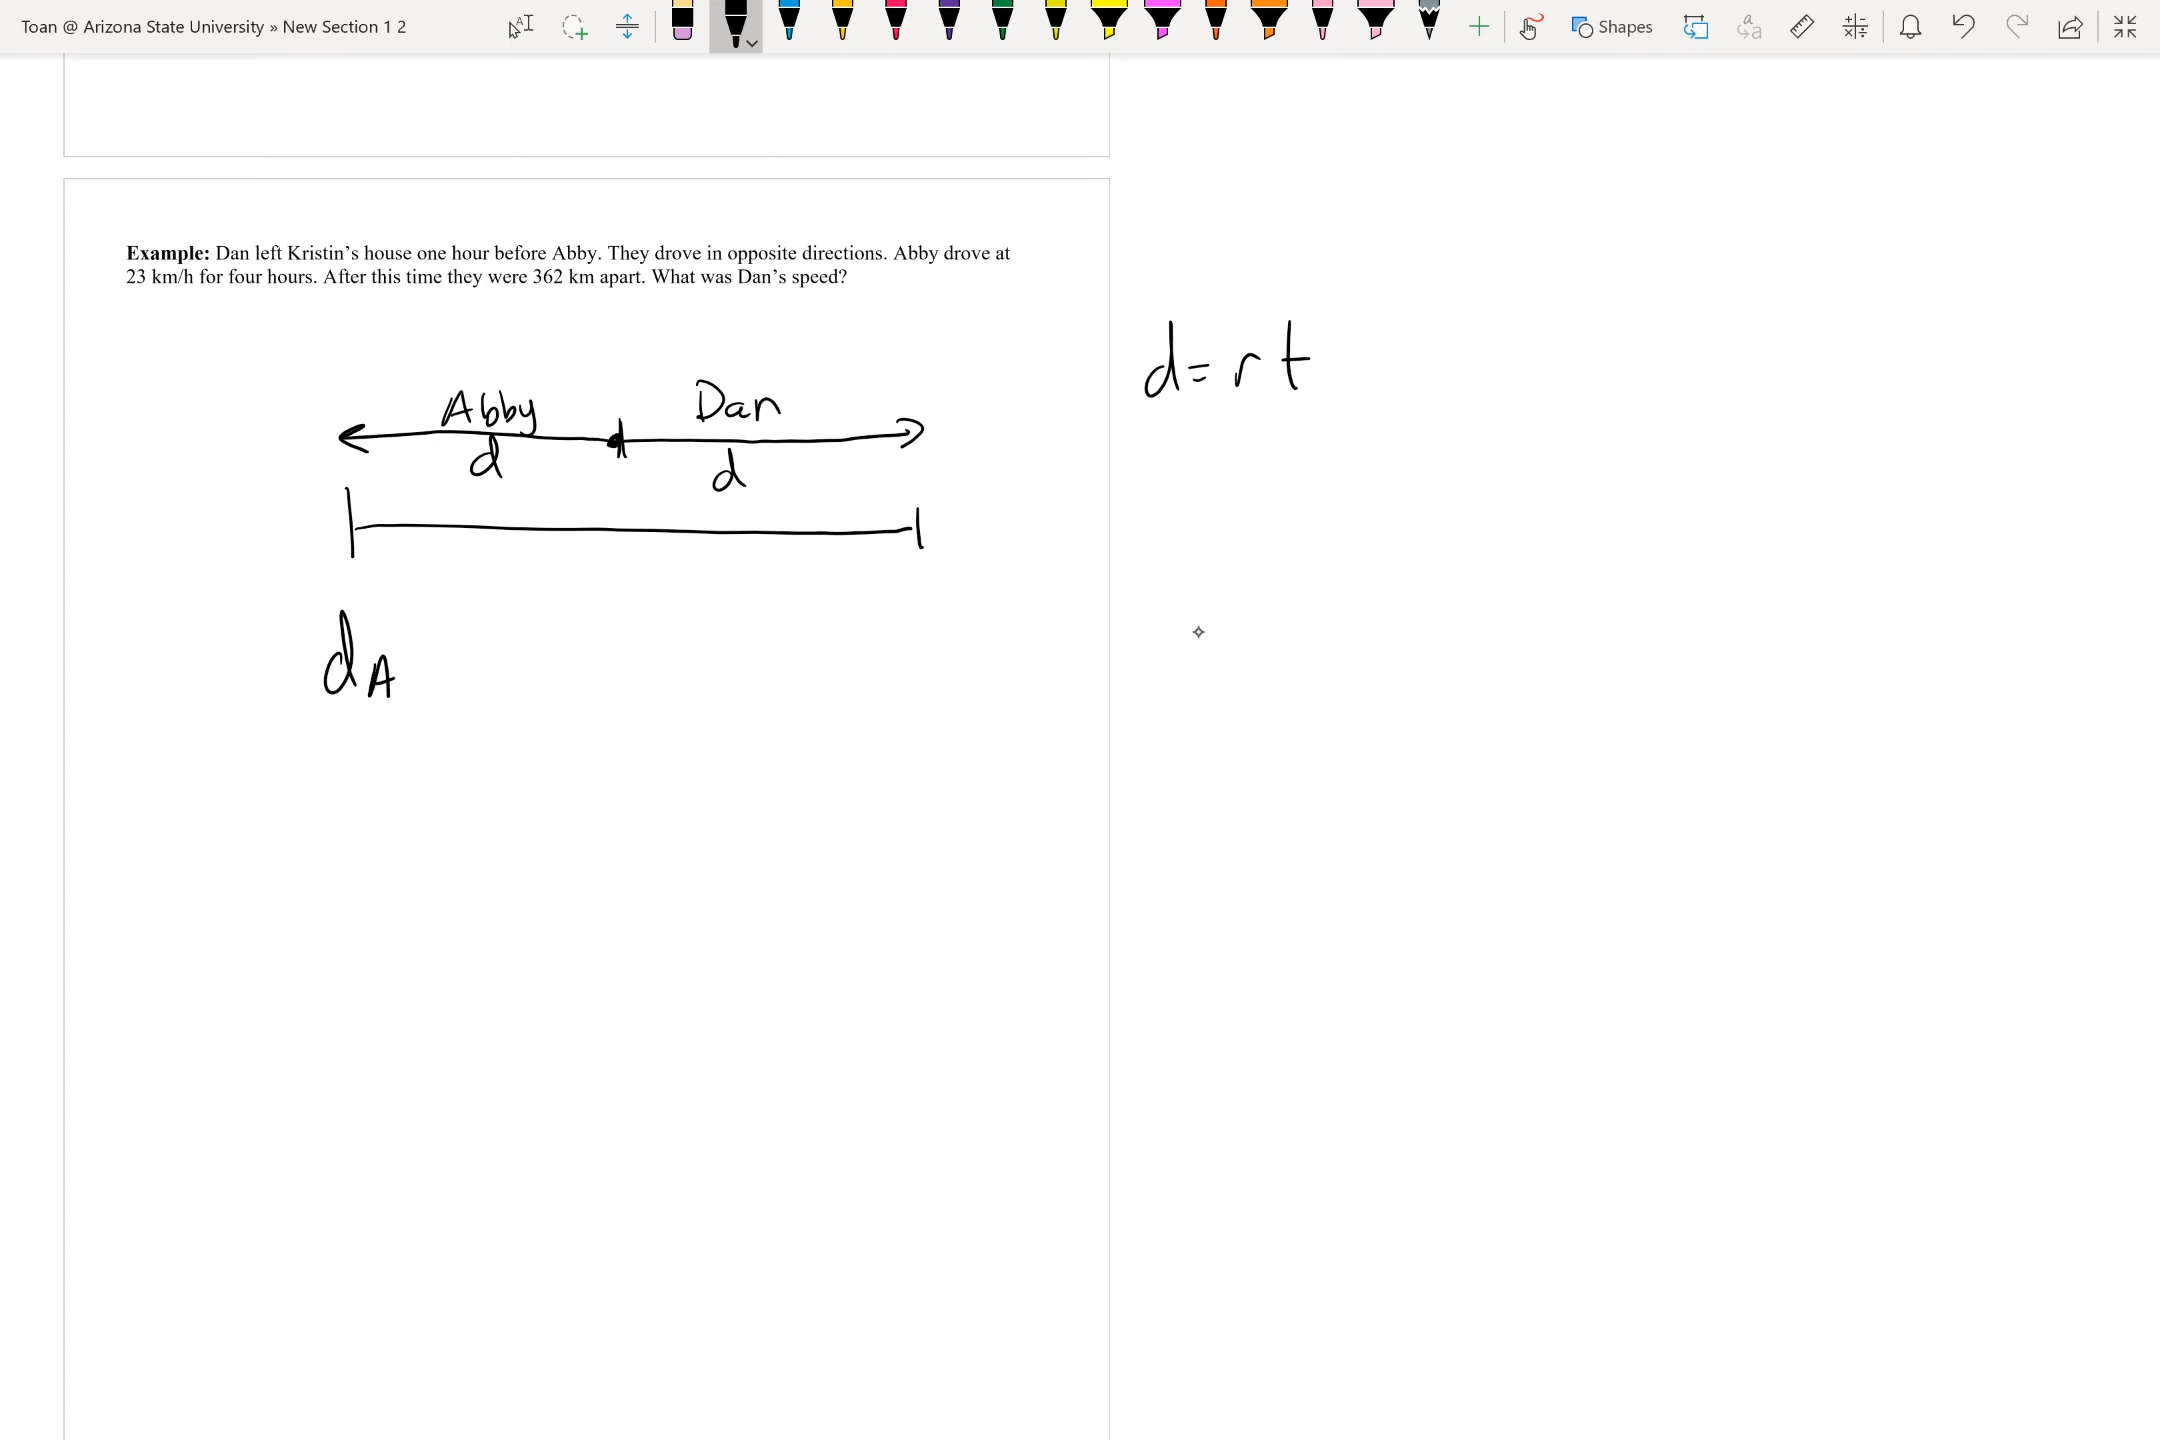 Toan @ Arizona State University » New Section 1 2
Shapes
Example: Dan left Kristin’s house one hour before Abby. They drove in opposite directions. Abby drove at
23 km/h for four hours. After this time they were 362 km apart. What was Dan’s speed?
d = r t
Abby Dan
d d
dA